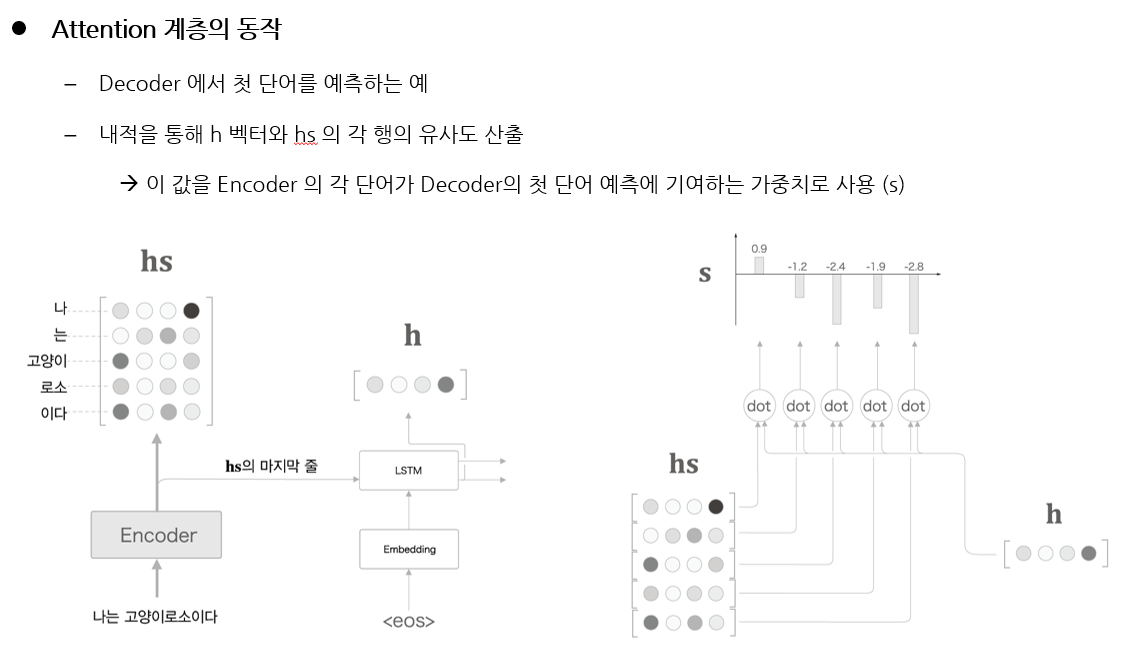 ● Attention 계층의 동작
– Decoder 에서 첫 단어를 예측하는 예
– 내적을 통해 h 벡터와 hs 의 각 행의 유사도 산출
→ 이 값을 Encoder 의 각 단어가 Decoder의 첫 단어 예측에 기여하는 가중치로 사용 (s)
hs
나
는
고양이
로소
이다
hs의 마지막 줄
Encoder
나는 고양이로소이다
h
LSTM
Embedding
<eos>
s
0.9 -1.2 -2.4 -1.9 -2.8
dot dot dot dot dot
hs
h